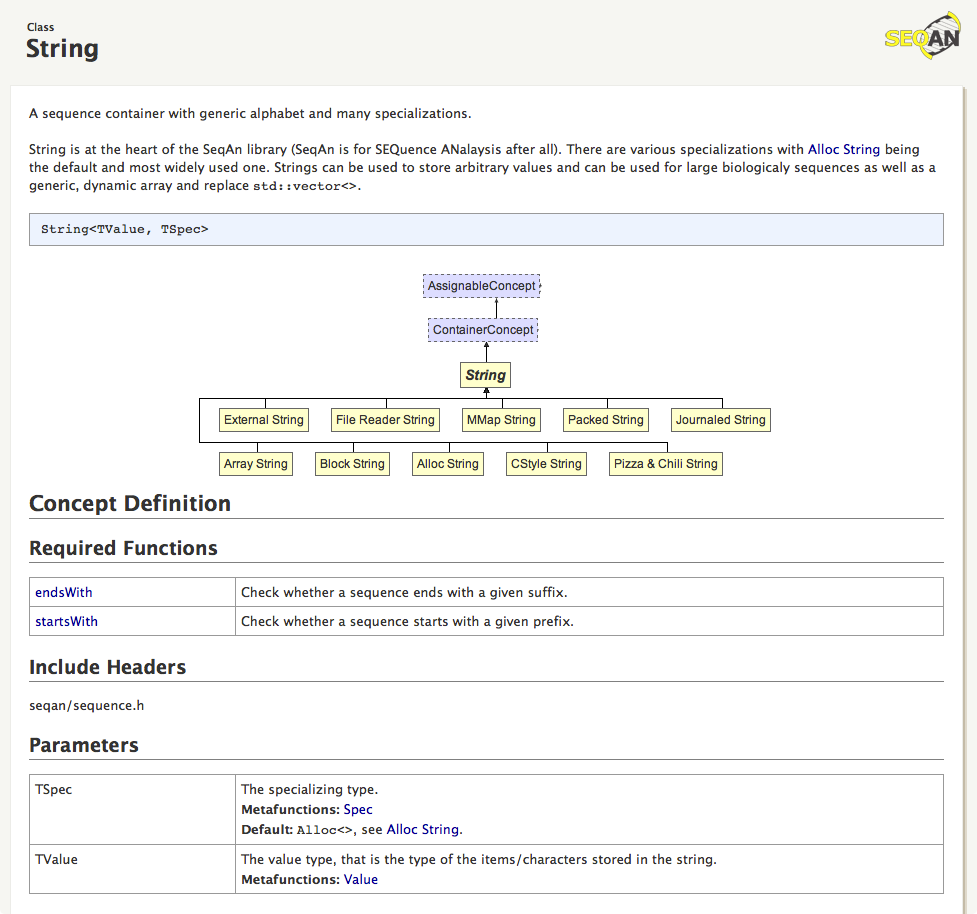 Class
String
SEQAN
A sequence container with generic alphabet and many specializations.
String is at the heart of the SeqAn library (SeqAn is for SEQuence ANalaysis after all). There are various specializations with Alloc String being
the default and most widely used one. Strings can be used to store arbitrary values and can be used for large biologicaly sequences as well as a
generic, dynamic array and replace std::vector<>.
String<TValue, TSpec>
AssignableConcept
ContainerConcept
String
External String File Reader String MMap String Packed String Journaled String
Array String Block String Alloc String CStyle String Pizza & Chili String
Concept Definition
Required Functions
endsWith Check whether a sequence ends with a given suffix.
startsWith Check whether a sequence starts with a given prefix.
Include Headers
seqan/sequence.h
Parameters
TSpec The specializing type.
Metafunctions: Spec
Default: Alloc<>, see Alloc String.
TValue The value type, that is the type of the items/characters stored in the string.
Metafunctions: Value